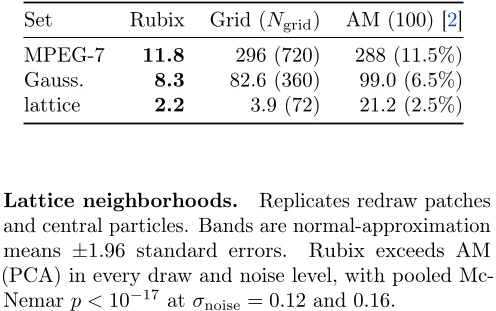 Set Rubix Grid (N_grid) AM (100) [2]
MPEG-7 11.8 296 (720) 288 (11.5%)
Gauss. 8.3 82.6 (360) 99.0 (6.5%)
lattice 2.2 3.9 (72) 21.2 (2.5%)
Lattice neighborhoods. Replicates redraw patches
and central particles. Bands are normal-approximation
means ±1.96 standard errors. Rubix exceeds AM
(PCA) in every draw and noise level, with pooled Mc-
Nemar p < 10^−17 at σ_noise = 0.12 and 0.16.